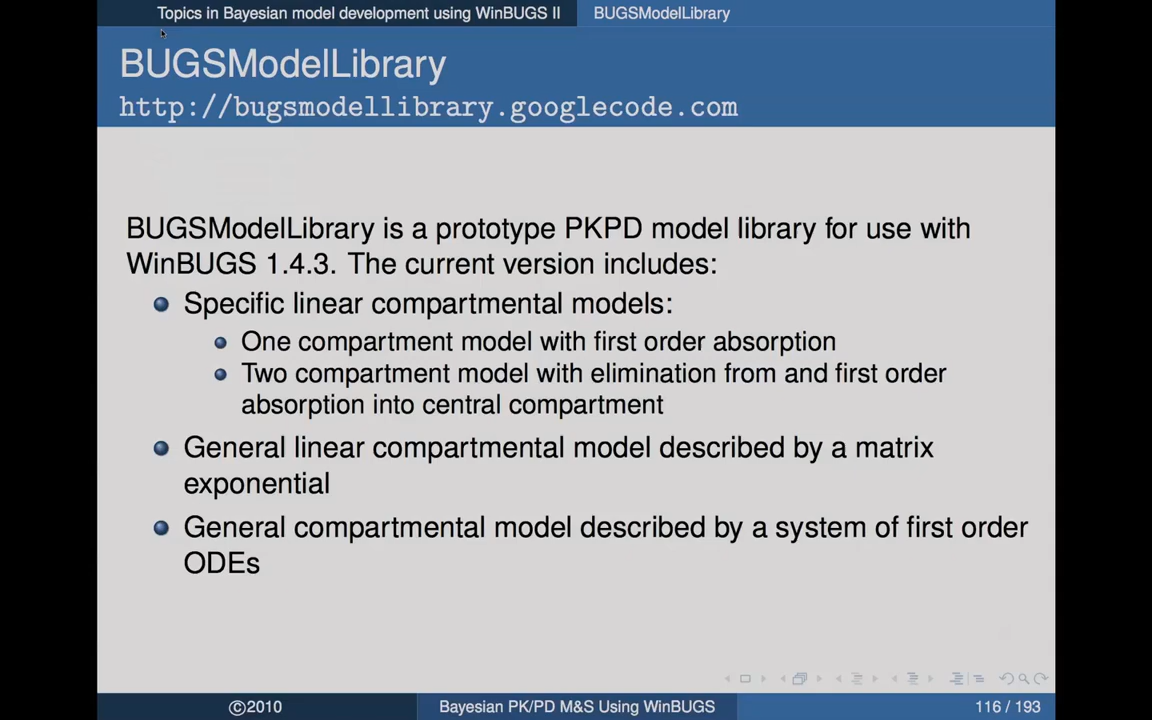 Topics in Bayesian model development using WinBUGS II BUGSModelLibrary
BUGSModelLibrary
http://bugsmodellibrary.googlecode.com
BUGSModelLibrary is a prototype PKPD model library for use with
WinBUGS 1.4.3. The current version includes:
Specific linear compartmental models:
One compartment model with first order absorption
Two compartment model with elimination from and first order
absorption into central compartment
General linear compartmental model described by a matrix
exponential
General compartmental model described by a system of first order
ODEs
©2010 Bayesian PK/PD M&S Using WinBUGS 116 / 193